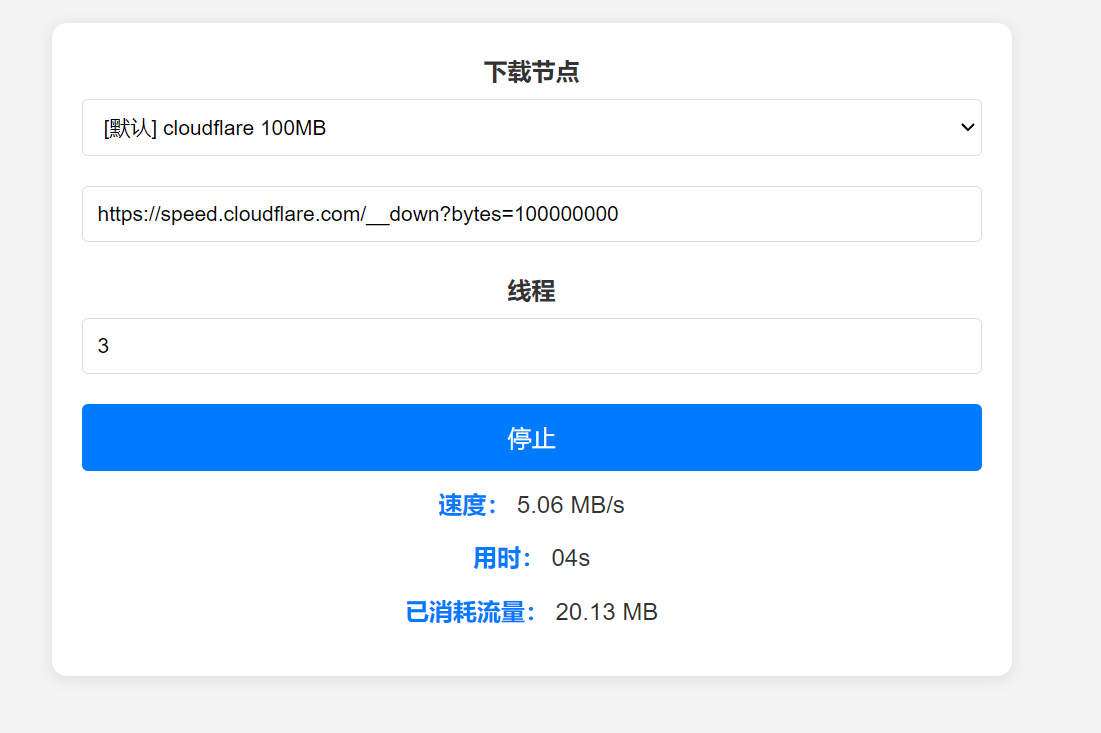 下载节点
[默认] cloudflare 100MB
https://speed.cloudflare.com/__down?bytes=100000000
线程
3
停止
速度： 5.06 MB/s
用时： 04s
已消耗流量： 20.13 MB